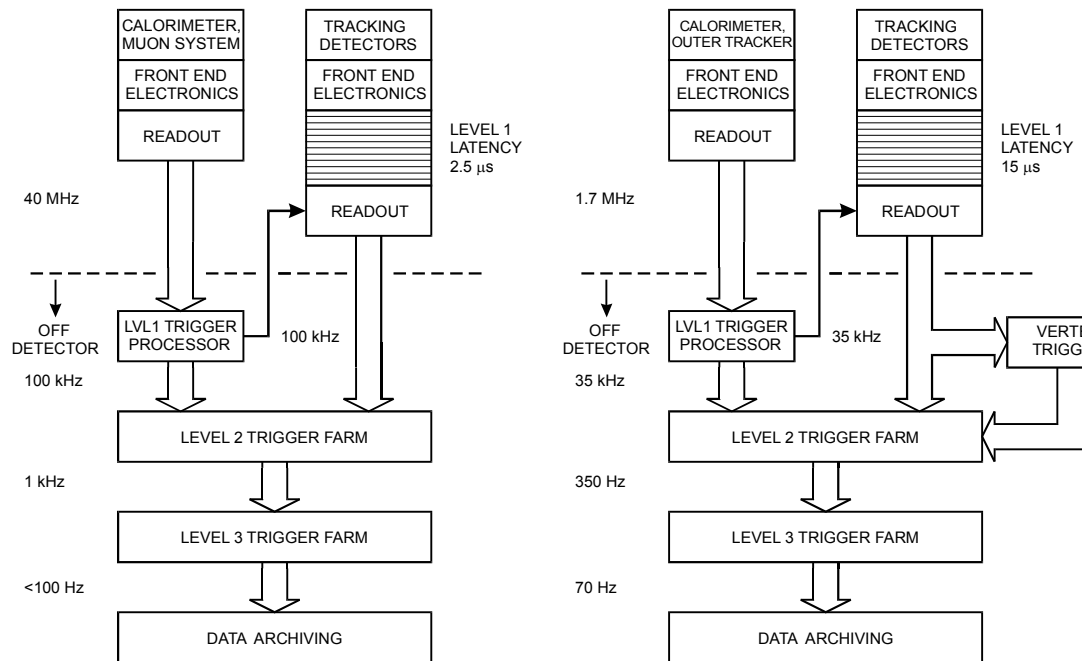 CALORIMETER,
MUON SYSTEM
FRONT END
ELECTRONICS
READOUT
TRACKING
DETECTORS
FRONT END
ELECTRONICS
LEVEL 1
LATENCY
2.5 μs
READOUT
40 MHz
OFF
DETECTOR
LVL1 TRIGGER
PROCESSOR
100 kHz
100 kHz
LEVEL 2 TRIGGER FARM
1 kHz
LEVEL 3 TRIGGER FARM
<100 Hz
DATA ARCHIVING
CALORIMETER,
OUTER TRACKER
FRONT END
ELECTRONICS
READOUT
TRACKING
DETECTORS
FRONT END
ELECTRONICS
LEVEL 1
LATENCY
15 μs
READOUT
1.7 MHz
OFF
DETECTOR
LVL1 TRIGGER
PROCESSOR
35 kHz
35 kHz
VERTE
TRIGG
LEVEL 2 TRIGGER FARM
350 Hz
LEVEL 3 TRIGGER FARM
70 Hz
DATA ARCHIVING